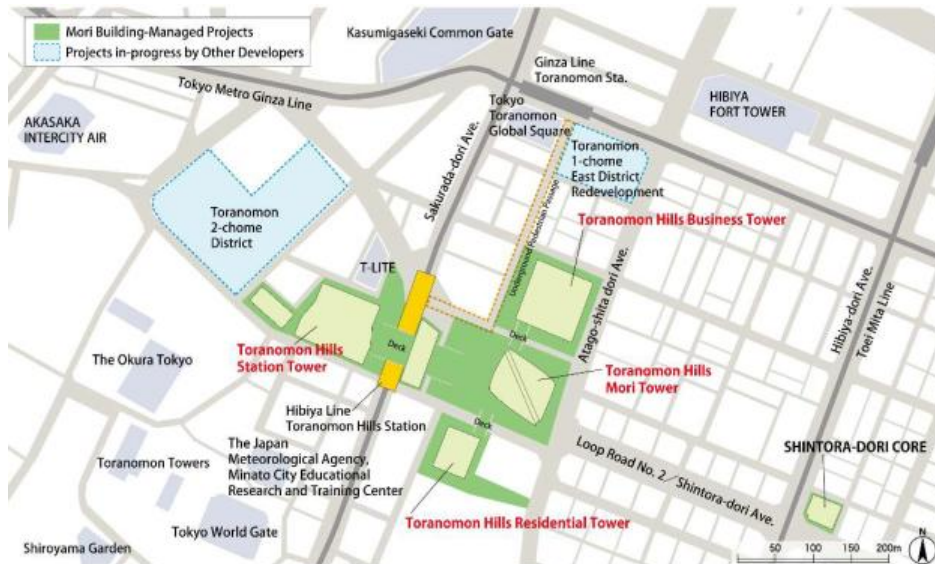 Mori Building-Managed Projects
Projects in-progress by Other Developers
Kasumigaseki Common Gate
Ginza Line
Toranomon Sta.
Tokyo Metro Ginza Line
HIBIYA
FORT TOWER
AKASAKA
INTERCITY AIR
Tokyo
Toranomon
Global Square
Toranomon
1-chome
East District
Redevelopment
Sakurada-dori Ave.
Underground Pedestrian Passage
Toranomon
2-chome
District
Toranomon Hills Business Tower
T-LITE
Atago-shita dori Ave.
Hibiya-dori Ave.
Toei Mita Line
Deck
Deck
The Okura Tokyo
Toranomon Hills
Station Tower
Toranomon Hills
Mori Tower
Hibiya Line
Toranomon Hills Station
Deck
The Japan
Meteorological Agency,
Minato City Educational
Research and Training Center
Loop Road No. 2／Shintora-dori Ave.
SHINTORA-DORI CORE
Toranomon Towers
Tokyo World Gate
Toranomon Hills Residential Tower
Shiroyama Garden
N
50 100 150 200m